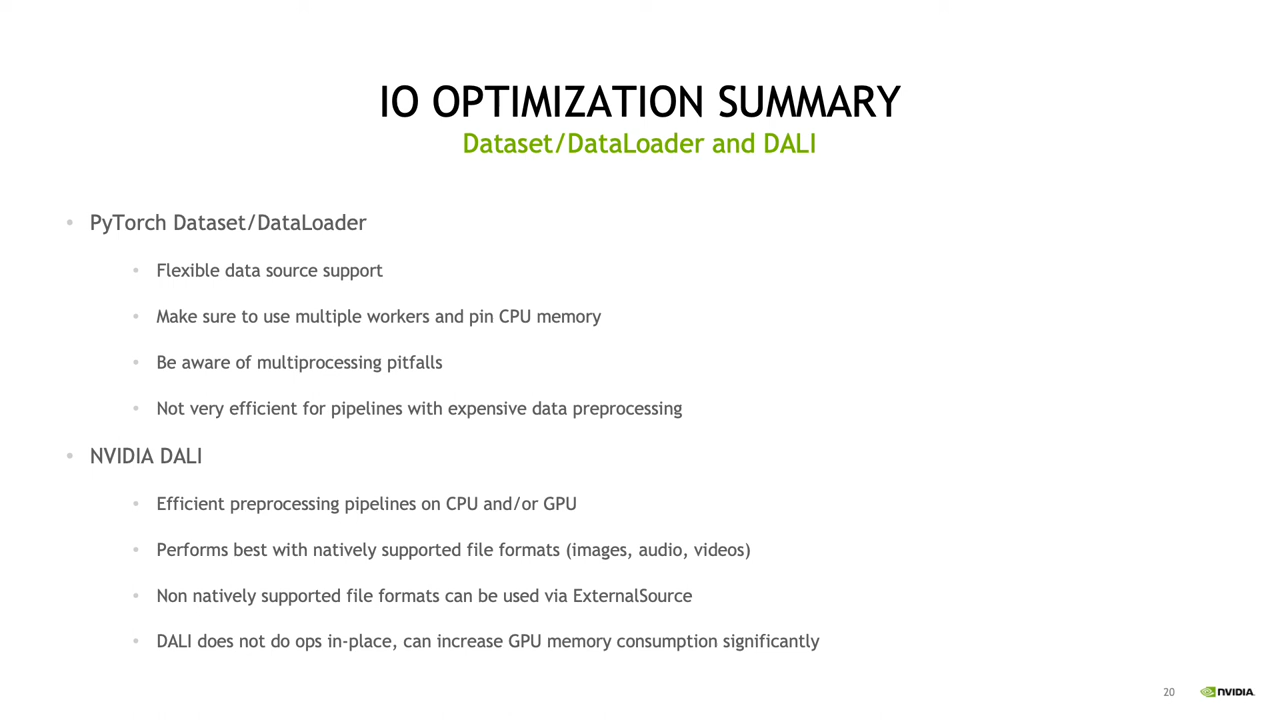 IO OPTIMIZATION SUMMARY
Dataset/DataLoader and DALI
• PyTorch Dataset/DataLoader
• Flexible data source support
• Make sure to use multiple workers and pin CPU memory
• Be aware of multiprocessing pitfalls
• Not very efficient for pipelines with expensive data preprocessing
• NVIDIA DALI
• Efficient preprocessing pipelines on CPU and/or GPU
• Performs best with natively supported file formats (images, audio, videos)
• Non natively supported file formats can be used via ExternalSource
• DALI does not do ops in-place, can increase GPU memory consumption significantly
20
NVIDIA.